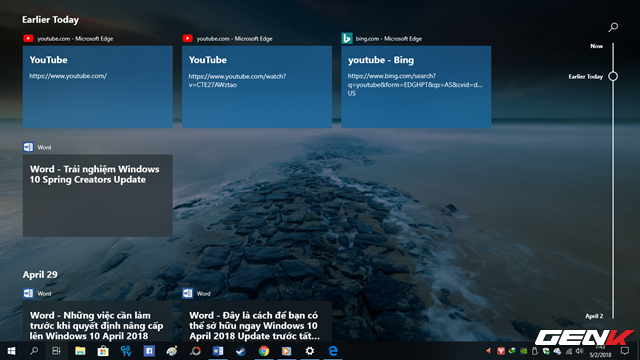 Earlier Today
youtube.com - Microsoft Edge
YouTube
https://www.youtube.com/
youtube.com - Microsoft Edge
YouTube
https://www.youtube.com/watch?
v=CTE27AWztao
bing.com - Microsoft Edge
youtube - Bing
https://www.bing.com/search?
q=youtube&form=EDGHPT&qs=AS&cvid=d...
US
Now
Earlier Today
Word
Word - Trải nghiệm Windows
10 Spring Creators Update
April 29
Word
Word - Những việc cần làm
trước khi quyết định nâng cấp
lên Windows 10 April 2018
Word
Word - Đây là cách để bạn có
thể sở hữu ngay Windows 10
April 2018 Update trước tất...
April 2
5/2/2018
GENK